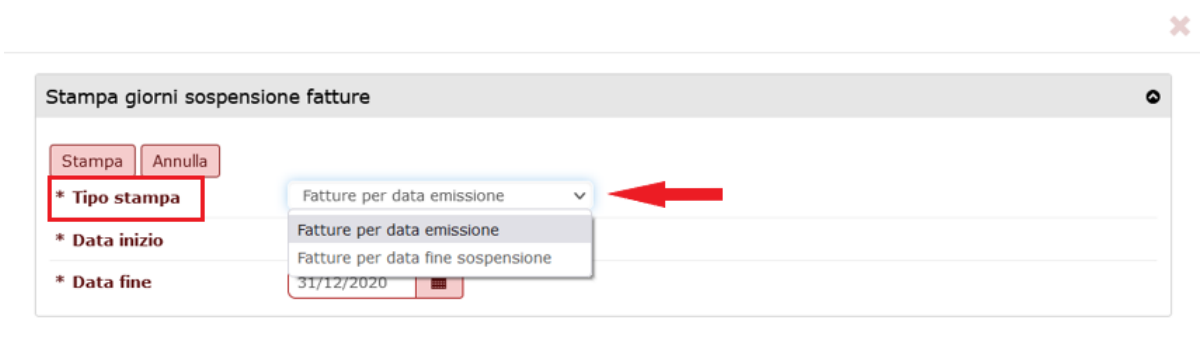 Stampa giorni sospensione fatture
Stampa Annulla
* Tipo stampa Fatture per data emissione
Fatture per data emissione
* Data inizio
Fatture per data fine sospensione
* Data fine 31/12/2020